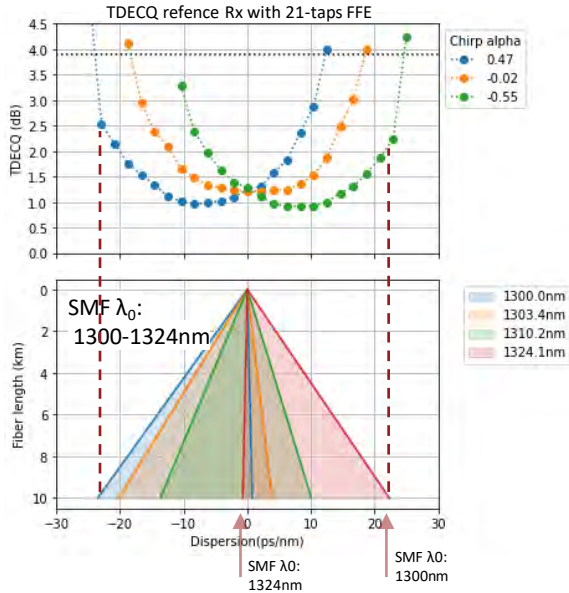 TDECQ refence Rx with 21-taps FFE
4.5
4.0
3.5
3.0
2.5
2.0
1.5
1.0
0.5
0.0
TDECQ (dB)
Chirp alpha
0.47
-0.02
-0.55
SMF λ0:
1300-1324nm
0
2
4
6
8
10
Fiber length (km)
1300.0nm
1303.4nm
1310.2nm
1324.1nm
−30
−20
−10
0
10
20
30
Dispersion(ps/nm)
SMF λ0:
1324nm
SMF λ0:
1300nm